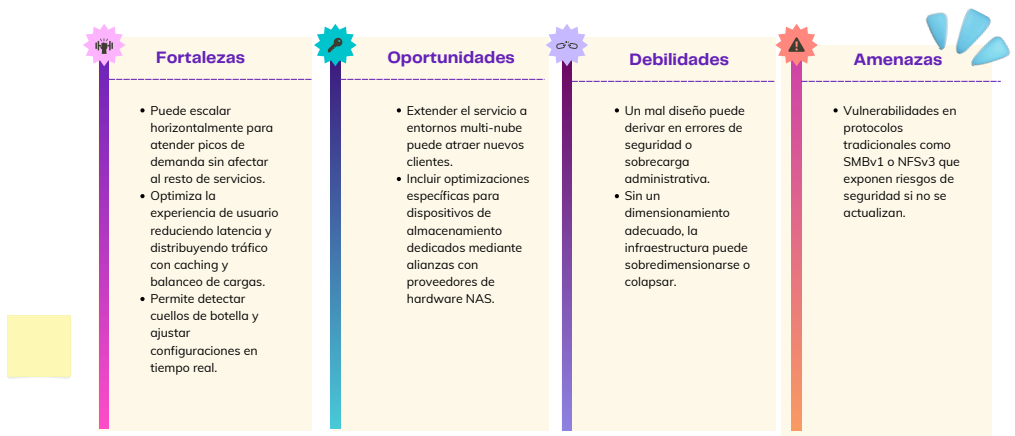 Fortalezas
• Puede escalar
horizontalmente para
atender picos de
demanda sin afectar
al resto de servicios.
• Optimiza la
experiencia de usuario
reduciendo latencia y
distribuyendo tráfico
con caching y
balanceo de cargas.
• Permite detectar
cuellos de botella y
ajustar
configuraciones en
tiempo real.
Oportunidades
• Extender el servicio a
entornos multi-nube
puede atraer nuevos
clientes.
• Incluir optimizaciones
específicas para
dispositivos de
almacenamiento
dedicados mediante
alianzas con
proveedores de
hardware NAS.
Debilidades
• Un mal diseño puede
derivar en errores de
seguridad o
sobrecarga
administrativa.
• Sin un
dimensionamiento
adecuado, la
infraestructura puede
sobredimensionarse o
colapsar.
Amenazas
• Vulnerabilidades en
protocolos
tradicionales como
SMBv1 o NFSv3 que
exponen riesgos de
seguridad si no se
actualizan.